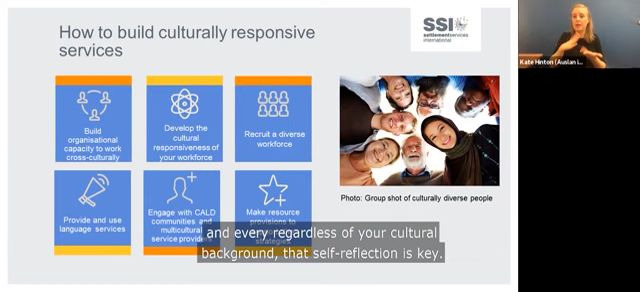 How to build culturally responsive
services
SSI
settlement services
international
Kate Hinton (Auslan i...
Build
organisational
capacity to work
cross-culturally
Develop the
cultural
responsiveness of
your workforce
Recruit a diverse
workforce
Provide and use
language services
Engage with CALD
communities and
multicultural
service providers
Make resource
provisions to
strategies
Photo: Group shot of culturally diverse people
and every regardless of your cultural
background, that self-reflection is key.